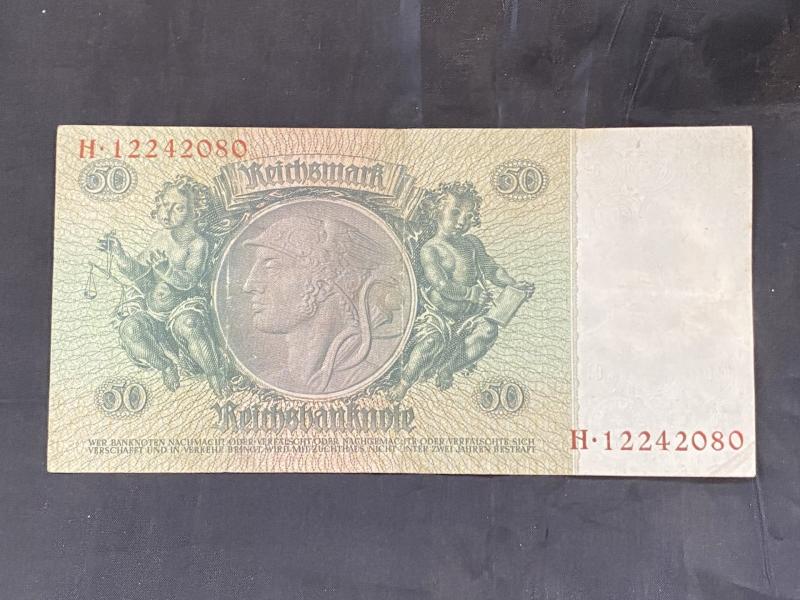 H·12242080
50 Reichsmark 50
50 50
Reichsbanknote
WER BANKNOTEN NACHMACHT ODER VERFÄLSCHT ODER NACHGEMACHTE ODER VERFÄLSCHTE SICH
VERSCHAFFT UND IN VERKEHR BRINGT, WIRD MIT ZUCHTHAUS NICHT UNTER ZWEI JAHREN BESTRAFT
H·12242080